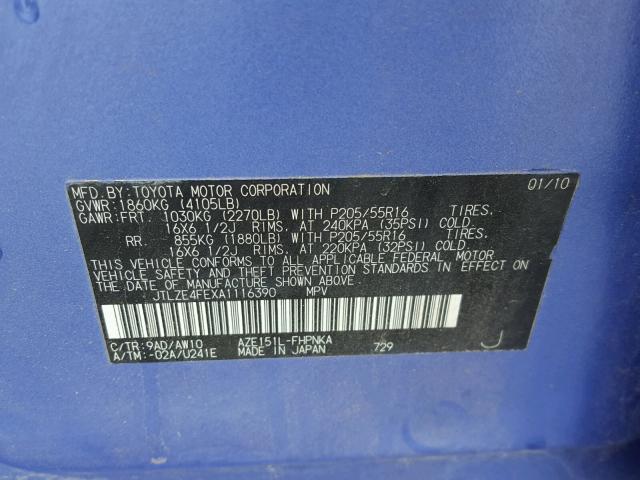 MFD.BY:TOYOTA MOTOR CORPORATION 01/10
GVWR:1860KG (4105LB)
GAWR:FRT. 1030KG (2270LB) WITH P205/55R16 TIRES,
16X6 1/2J RIMS, AT 240KPA (35PSI) COLD.
RR. 855KG (1880LB) WITH P205/55R16 TIRES,
16X6 1/2J RIMS, AT 220KPA (32PSI) COLD.
THIS VEHICLE CONFORMS TO ALL APPLICABLE FEDERAL MOTOR
VEHICLE SAFETY AND THEFT PREVENTION STANDARDS IN EFFECT ON
THE DATE OF MANUFACTURE SHOWN ABOVE.
JTLZE4FEXA1116390 MPV
C/TR:9AD/AW10 AZE151L-FHPNKA
A/TM:-02A/U241E MADE IN JAPAN 729 J